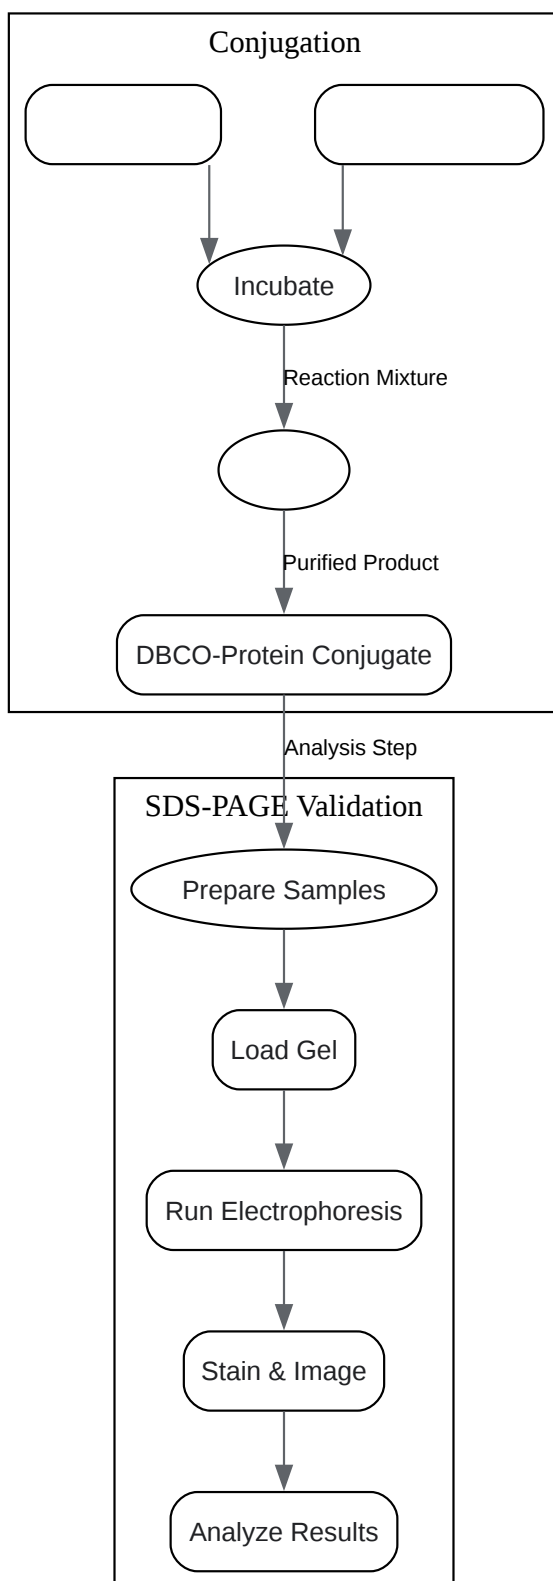 Conjugation
Incubate
Reaction Mixture
Purified Product
DBCO-Protein Conjugate
Analysis Step
SDS-PAGE Validation
Prepare Samples
Load Gel
Run Electrophoresis
Stain & Image
Analyze Results